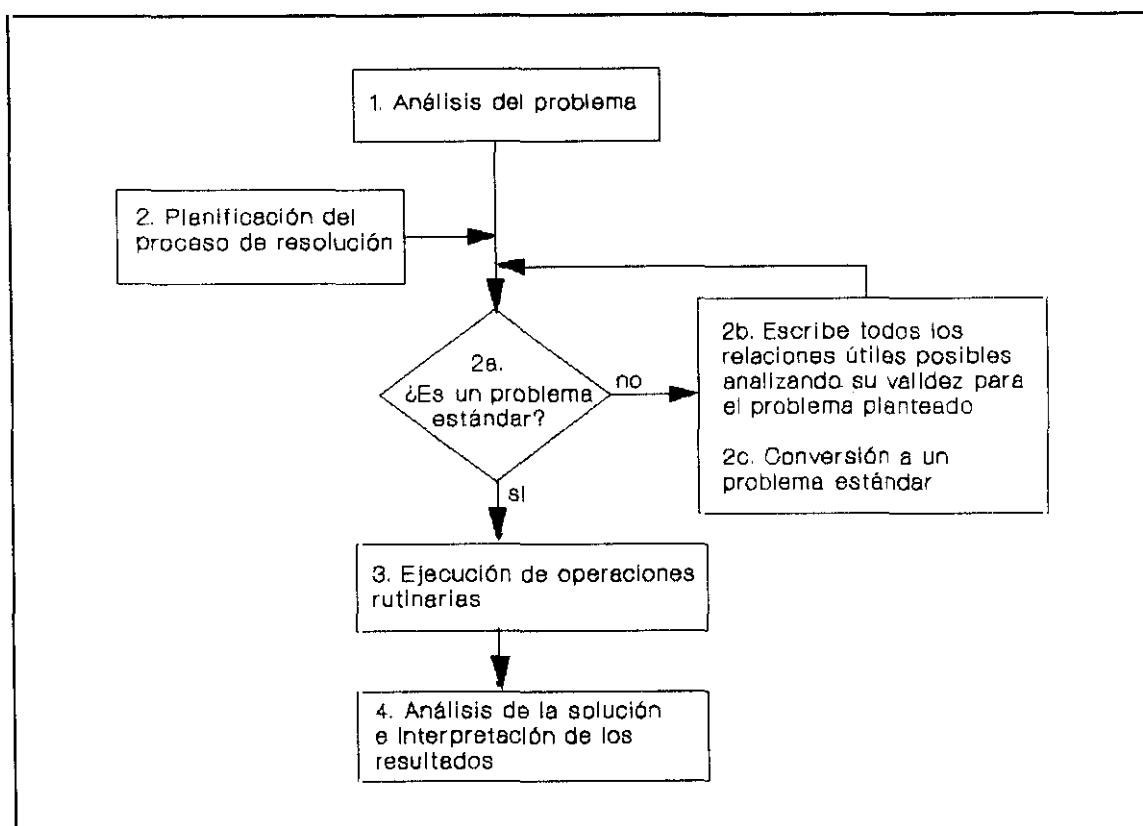 1. Análisis del problema
2. Planificación del
proceso de resolución
2a.
¿Es un problema
estándar?
no
2b. Escribe todos los
relaciones útiles posibles
analizando su validez para
el problema planteado
2c. Conversión a un
problema estándar
si
3. Ejecución de operaciones
rutinarias
4. Análisis de la solución
e interpretación de los
resultados